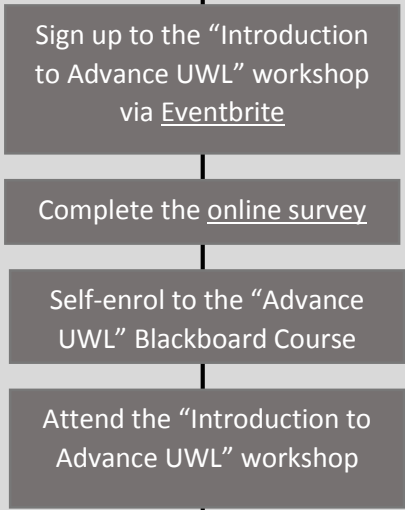 Sign up to the “Introduction
to Advance UWL” workshop
via Eventbrite
Complete the online survey
Self-enrol to the “Advance
UWL” Blackboard Course
Attend the “Introduction to
Advance UWL” workshop